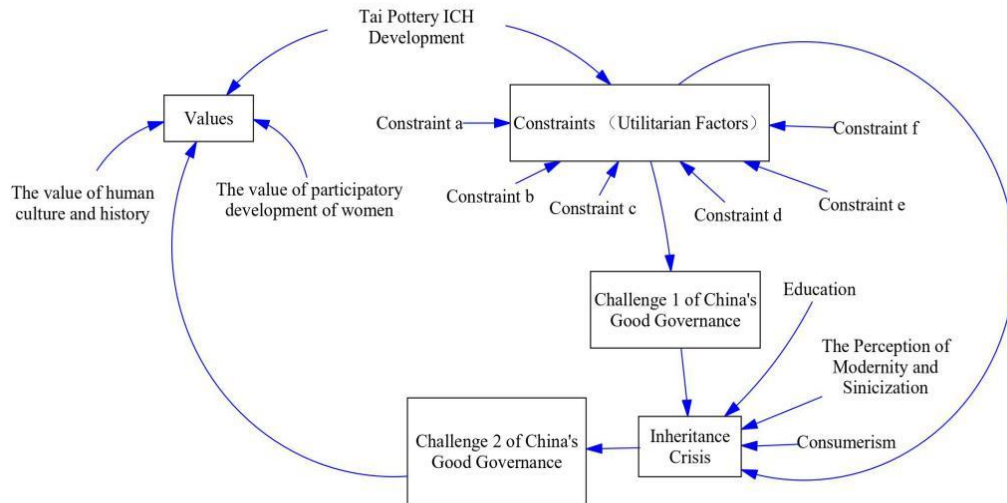 Tai Pottery ICH
Development
Values
Constraints （Utilitarian Factors）
Constraint a
Constraint f
The value of human
culture and history
The value of participatory
development of women
Constraint b
Constraint c
Constraint d
Constraint e
Challenge 1 of China's
Good Governance
Education
The Perception of
Modernity and
Sinicization
Challenge 2 of China's
Good Governance
Inheritance
Crisis
Consumerism